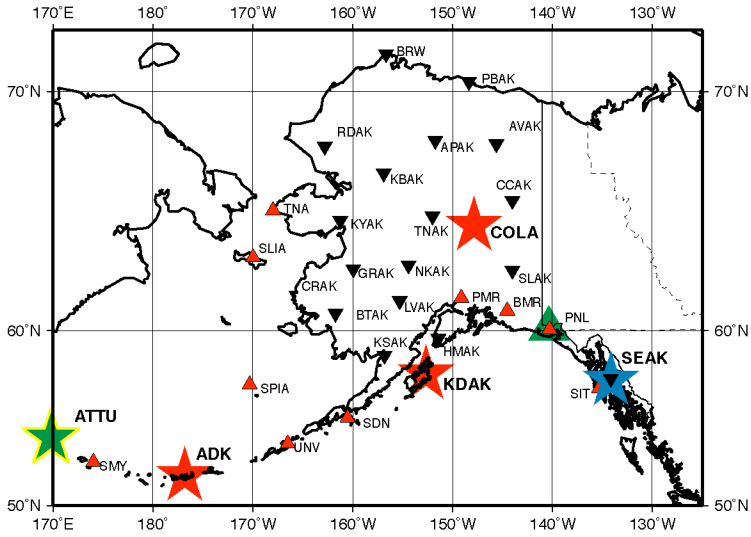 170˚E 180˚ 170˚W 160˚W 150˚W 140˚W 130˚W
BRW
PBAK
70˚N 70˚N
AVAK
RDAK
APAK
KBAK
CCAK
TNA
KYAK
TNAK
COLA
SLIA
GRAK
NKAK
SLAK
CRAK
PMR
BMR
LVAK
BTAK
PNL
60˚N 60˚N
KSAK
HMAK
SEAK
KDAK
SPIA
SIT
ATTU
SDN
UNV
ADK
SMY
50˚N 50˚N
170˚E 180˚ 170˚W 160˚W 150˚W 140˚W 130˚W